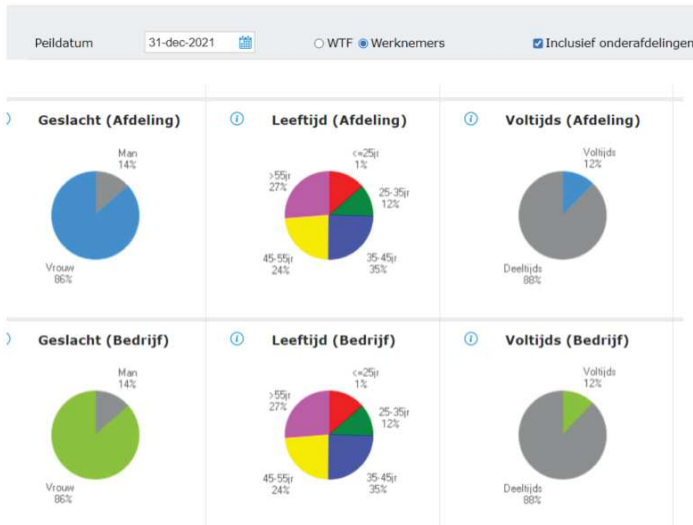 Peildatum 31-dec-2021 WTF Werknemers Inclusief onderafdelingen
Geslacht (Afdeling)
Man
14%
Vrouw
86%
Leeftijd (Afdeling)
<=25jr
1%
>55jr
27%
25-35jr
12%
45-55jr
24%
35-45jr
35%
Voltijds (Afdeling)
Voltijds
12%
Deeltijds
88%
Geslacht (Bedrijf)
Man
14%
Vrouw
86%
Leeftijd (Bedrijf)
<=25jr
1%
>55jr
27%
25-35jr
12%
45-55jr
24%
35-45jr
35%
Voltijds (Bedrijf)
Voltijds
12%
Deeltijds
88%